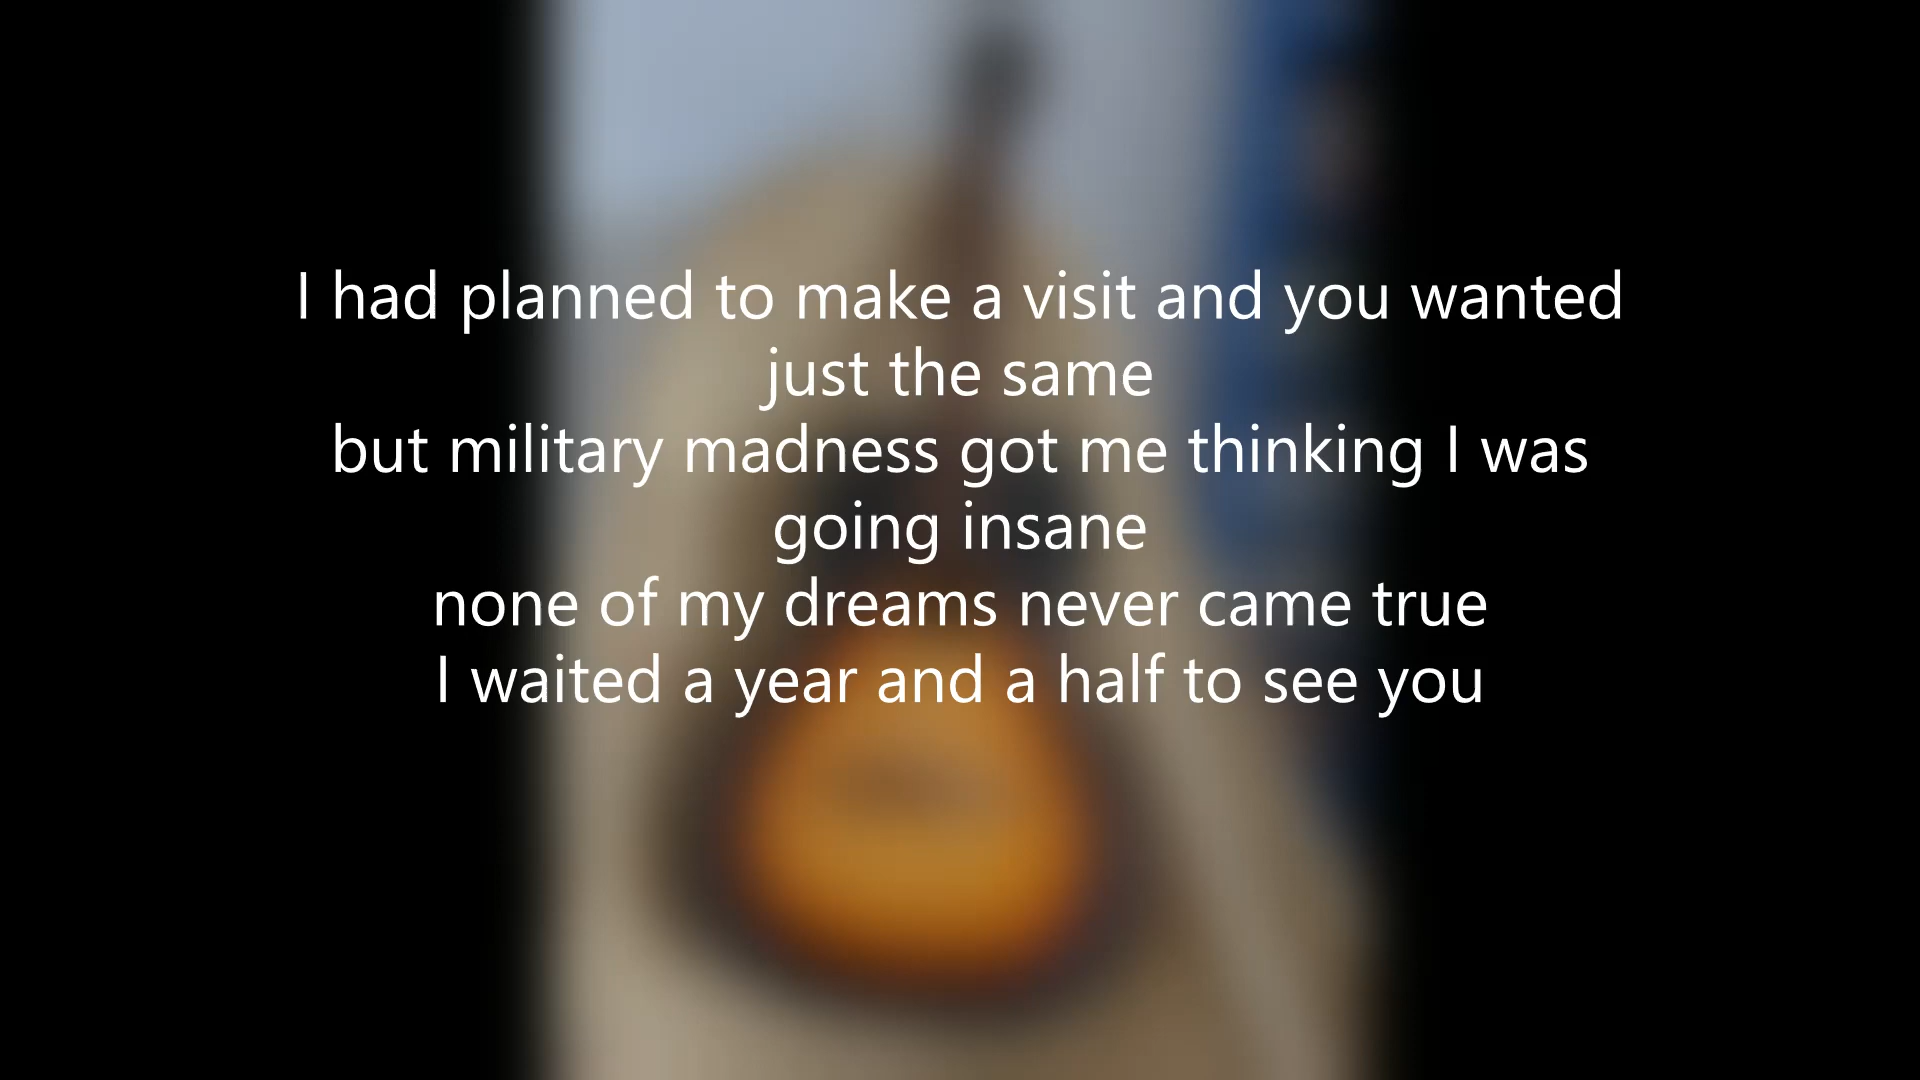 I had planned to make a visit and you wanted
just the same
but military madness got me thinking I was
going insane
none of my dreams never came true
I waited a year and a half to see you